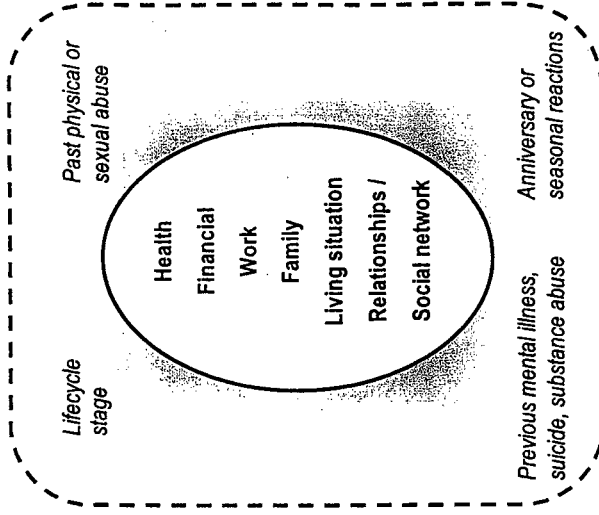 Lifecycle
stage
Past physical or
sexual abuse
Health
Financial
Work
Family
Living situation
Relationships /
Social network
Previous mental illness,
suicide, substance abuse
Anniversary or
seasonal reactions